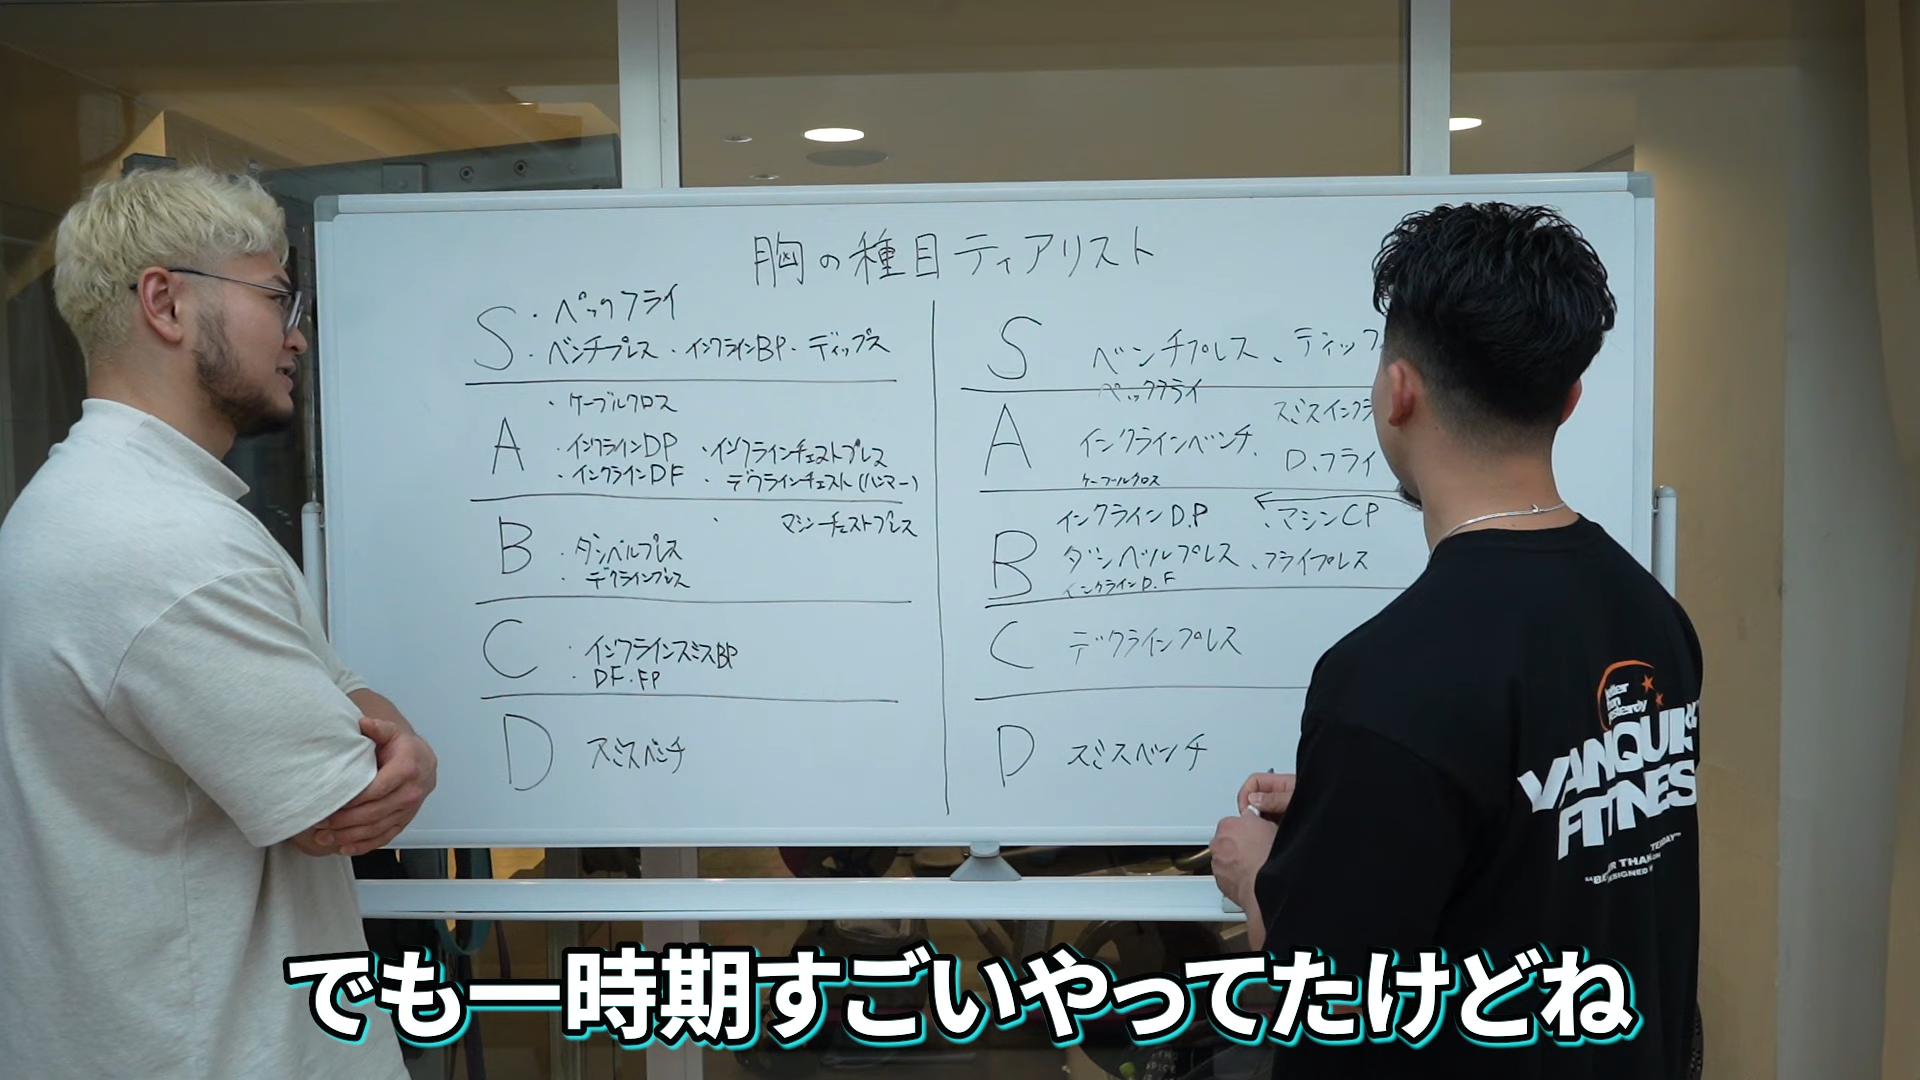 胸の種目ティアリスト
S
・ペックフライ
・ベンチプレス ・インクラインBP ・ディップス
A
・ケーブルクロス
・インクラインDP ・インクラインチェストプレス
・インクラインDF ・デクラインチェスト(ハンマー)
B
・ マシンチェストプレス
・ダンベルプレス
・デクラインプレス
C
・インクラインスミスBP
・DF・FP
D
スミスベンチ
S
ベンチプレス、ディップ
ペックフライ
A
スミスインクラ
インクラインベンチ、
D.フライ
ケーブルクロス
B
インクラインD.P ←、マシンCP
ダンベルプレス、フライプレス
インクラインD.F
C
デクラインプレス
D
スミスベンチ
VANQUIS
FITNES
でも一時期すごいやってたけどね